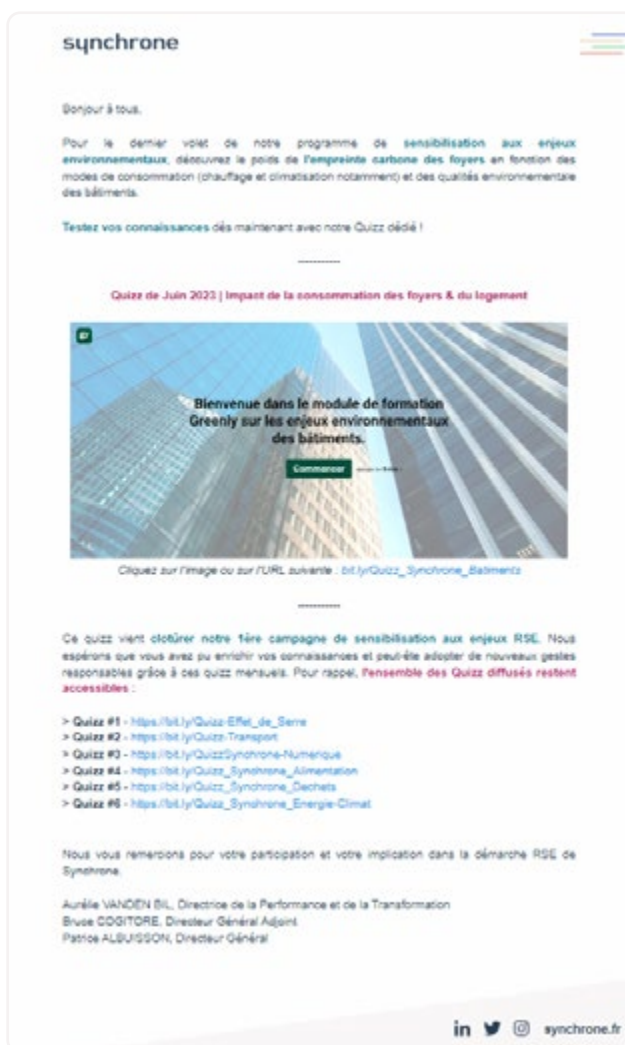 synchrone
Bonjour à tous,
Pour le dernier volet de notre programme de sensibilisation aux enjeux
environnementaux, découvrez le poids de l'empreinte carbone des foyers en fonction des
modes de consommation (chauffage et climatisation notamment) et des qualités environnementale
des bâtiments.
Testez vos connaissances dès maintenant avec notre Quizz dédié !
-----------
Quizz de Juin 2023 | Impact de la consommation des foyers & du logement
Bienvenue dans le module de formation
Greenly sur les enjeux environnementaux
des bâtiments.
Commencer
Cliquez sur l'image ou sur l'URL suivante : bit.ly/Quizz_Synchrone_Batiments
-----------
Ce quizz vient clotûrer notre 1ère campagne de sensibilisation aux enjeux RSE. Nous
espérons que vous avez pu enrichir vos connaissances et peut-être adopter de nouveaux gestes
responsables grâce à ces quizz mensuels. Pour rappel, l'ensemble des Quizz diffusés restent
accessibles :
> Quizz #1 - https://bit.ly/Quizz-Effet_de_Serre
> Quizz #2 - https://bit.ly/Quizz-Transport
> Quizz #3 - https://bit.ly/QuizzSynchrone-Numerique
> Quizz #4 - https://bit.ly/Quizz_Synchrone_Alimentation
> Quizz #5 - https://bit.ly/Quizz_Synchrone_Dechets
> Quizz #6 - https://bit.ly/Quizz_Synchrone_Energie-Climat
Nous vous remercions pour votre participation et votre implication dans la démarche RSE de
Synchrone.
Aurélie VANDEN BIL, Directrice de la Performance et de la Transformation
Bruce COGITORE, Directeur Général Adjoint
Patrice ALBUISSON, Directeur Général
in synchrone.fr